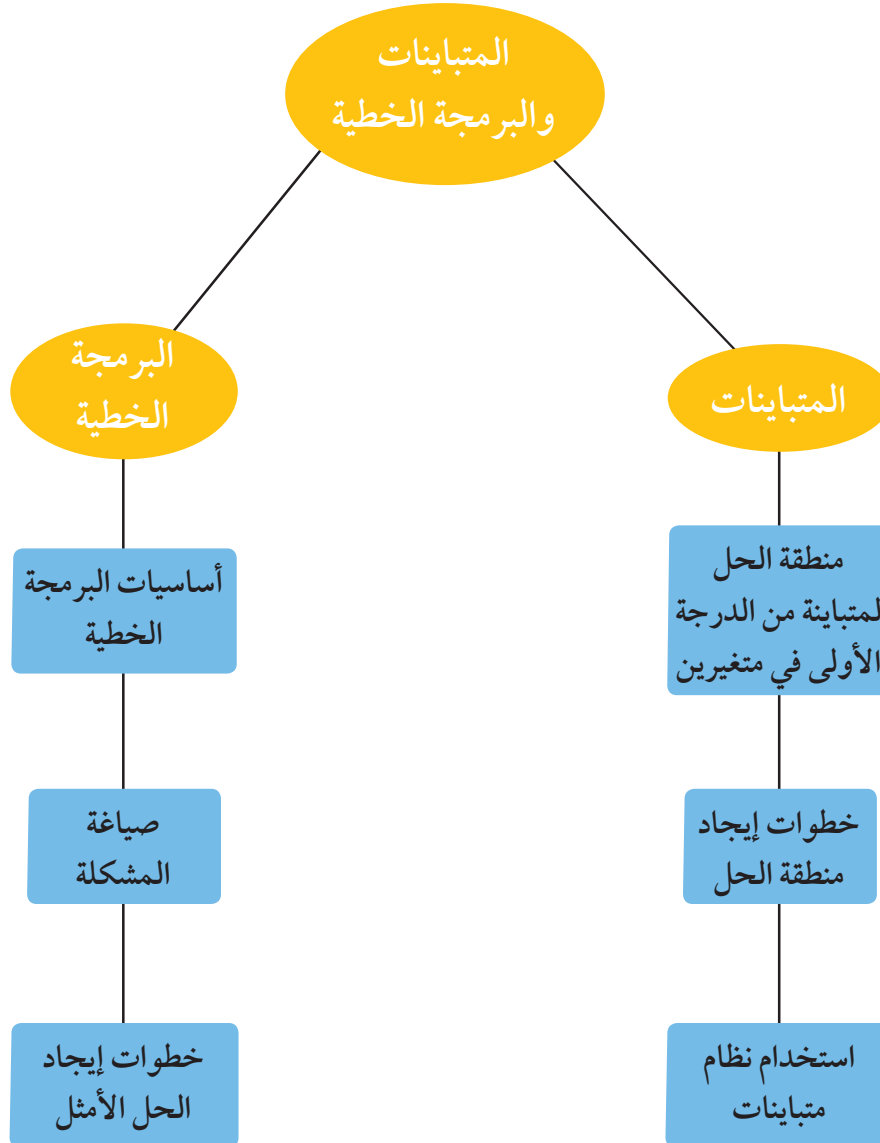 المتباينات
والبرمجة الخطية
المتباينات
منطقة الحل
لمتباينة من الدرجة
الأولى في متغيرين
خطوات إيجاد
منطقة الحل
استخدام نظام
متباينات
البرمجة
الخطية
أساسيات البرمجة
الخطية
صياغة
المشكلة
خطوات إيجاد
الحل الأمثل